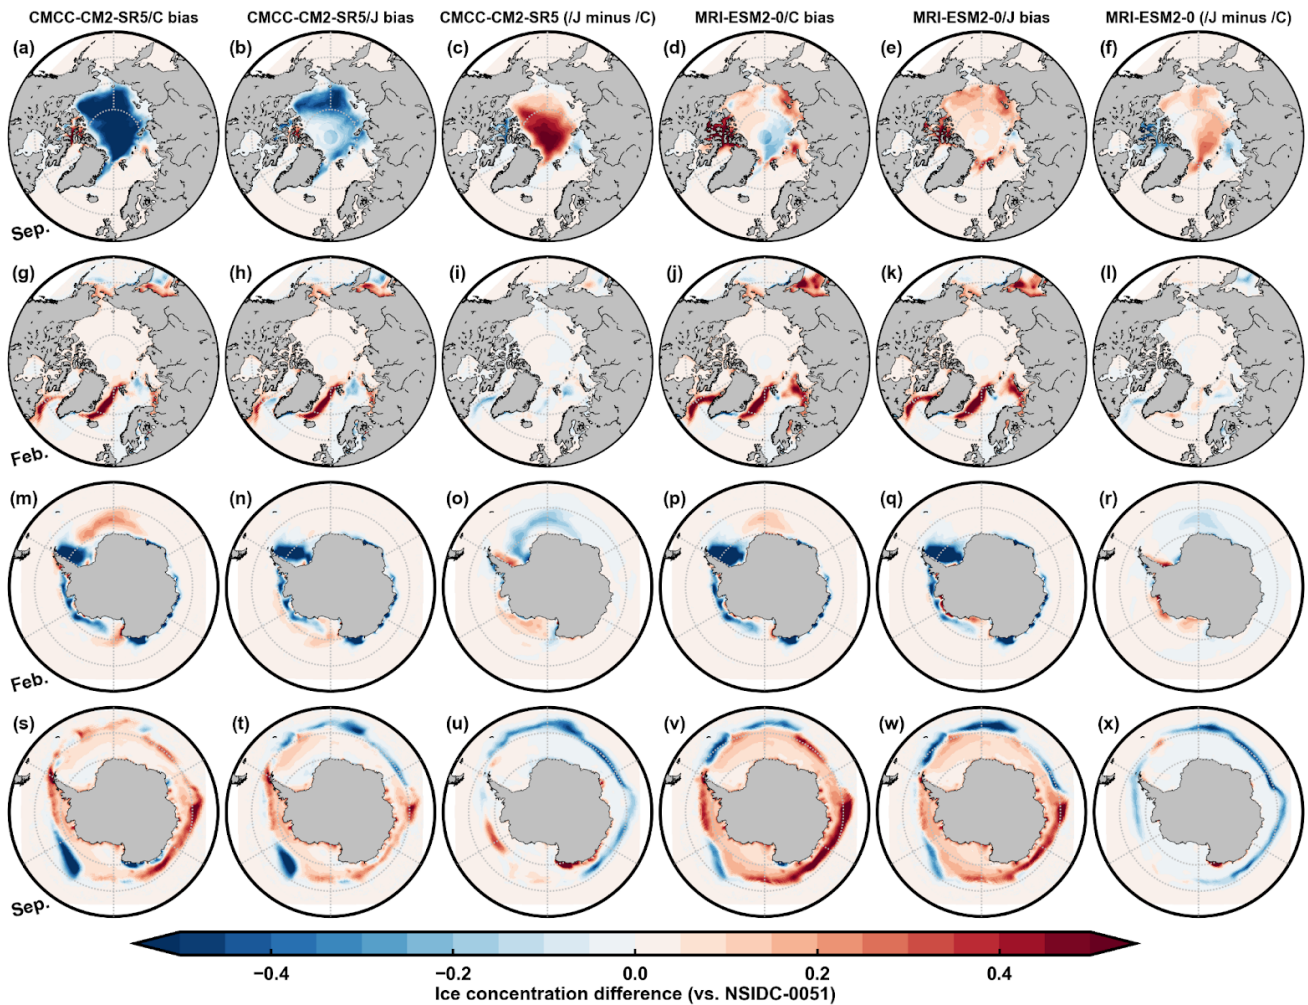 CMCC-CM2-SR5/C bias CMCC-CM2-SR5/J bias CMCC-CM2-SR5 (/J minus /C) MRI-ESM2-0/C bias MRI-ESM2-0/J bias MRI-ESM2-0 (/J minus /C)
(a) (b) (c) (d) (e) (f)
Sep.
(g) (h) (i) (j) (k) (l)
Feb.
(m) (n) (o) (p) (q) (r)
Feb.
(s) (t) (u) (v) (w) (x)
Sep.
−0.4 −0.2 0.0 0.2 0.4
Ice concentration difference (vs. NSIDC-0051)